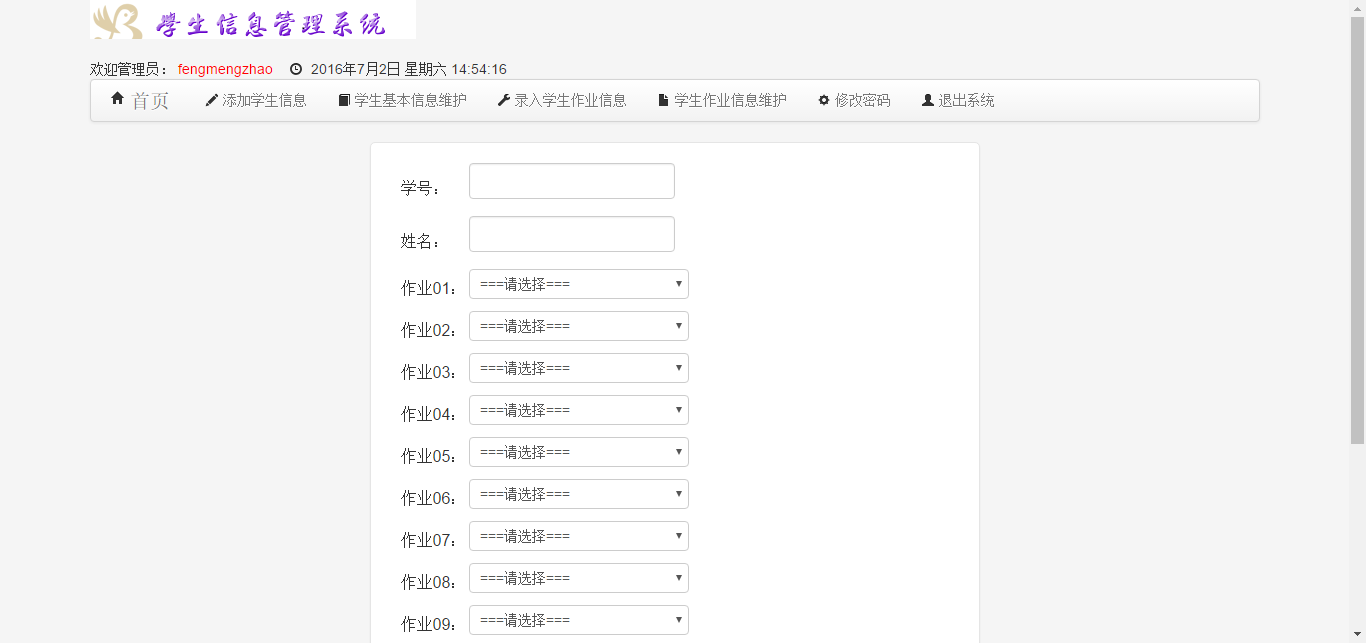 學生信息管理系统
欢迎管理员： fengmengzhao 2016年7月2日 星期六 14:54:16
首页 添加学生信息 学生基本信息维护 录入学生作业信息 学生作业信息维护 修改密码 退出系统
学号：
姓名：
作业01： ===请选择===
作业02： ===请选择===
作业03： ===请选择===
作业04： ===请选择===
作业05： ===请选择===
作业06： ===请选择===
作业07： ===请选择===
作业08： ===请选择===
作业09： ===请选择===